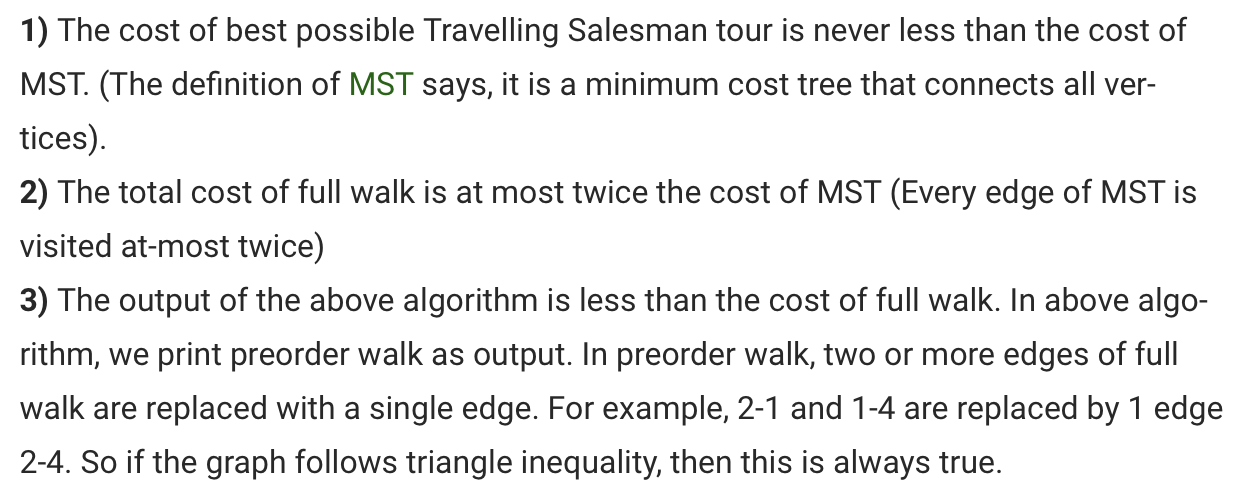 1) The cost of best possible Travelling Salesman tour is never less than the cost of
MST. (The definition of MST says, it is a minimum cost tree that connects all ver-
tices).
2) The total cost of full walk is at most twice the cost of MST (Every edge of MST is
visited at-most twice)
3) The output of the above algorithm is less than the cost of full walk. In above algo-
rithm, we print preorder walk as output. In preorder walk, two or more edges of full
walk are replaced with a single edge. For example, 2-1 and 1-4 are replaced by 1 edge
2-4. So if the graph follows triangle inequality, then this is always true.